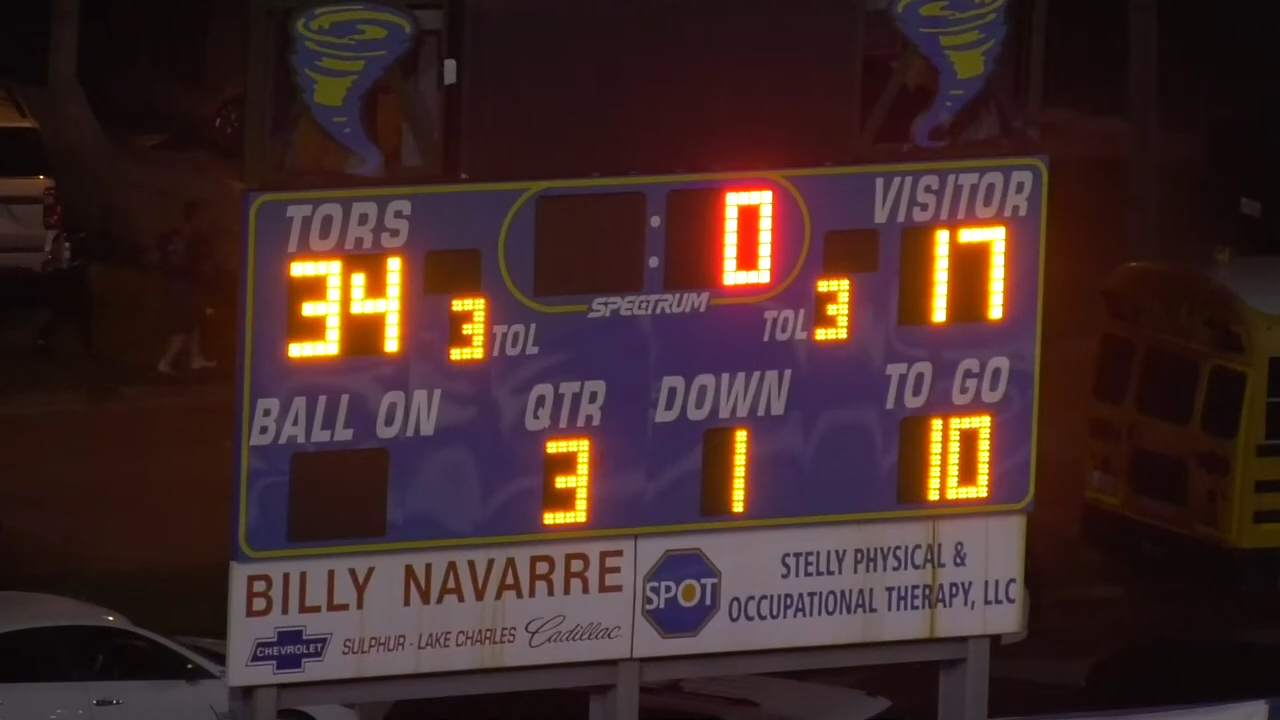 TORS
VISITOR
34
3 TOL
: 0
SPECTRUM
TOL 3
17
BALL ON
QTR
DOWN
TO GO
3
1
10
BILLY NAVARRE
CHEVROLET
SULPHUR - LAKE CHARLES Cadillac
SPOT
STELLY PHYSICAL &
OCCUPATIONAL THERAPY, LLC